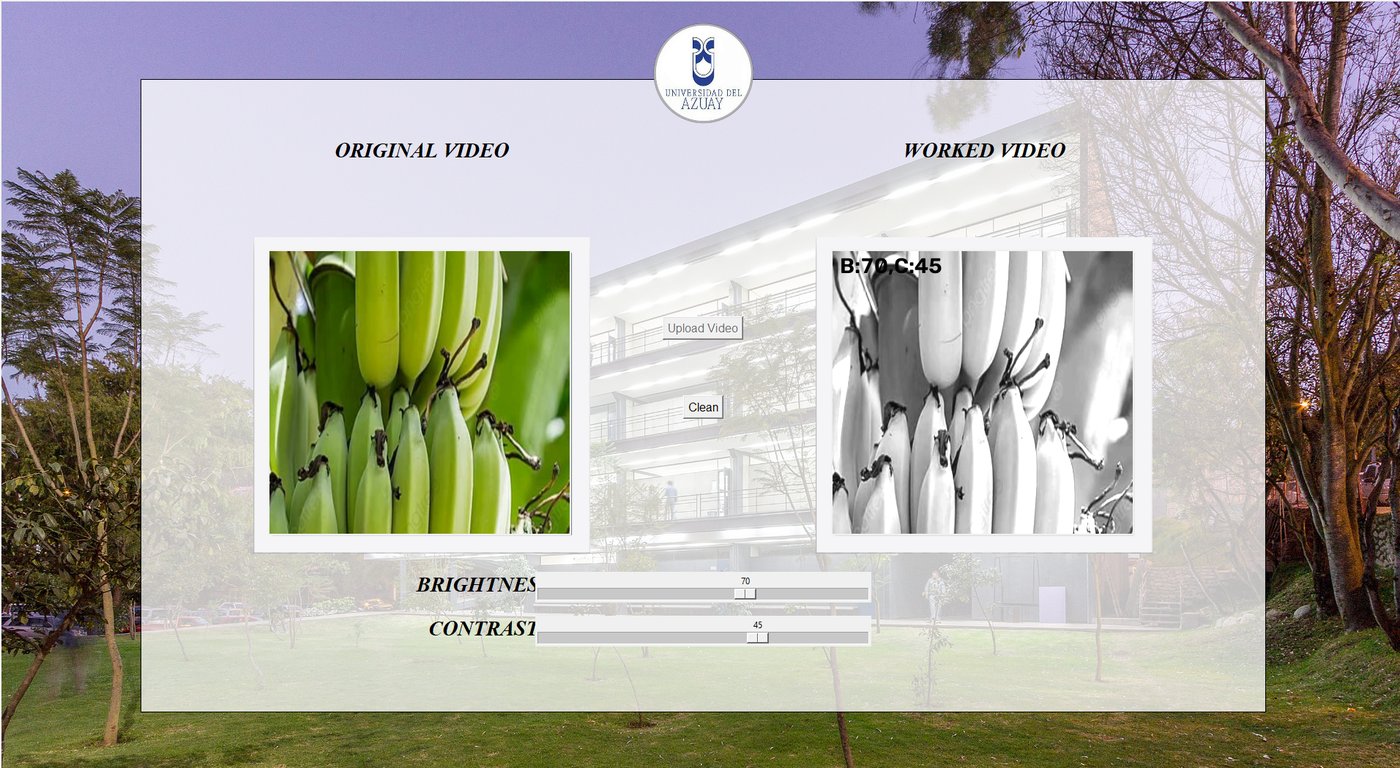 UNIVERSIDAD DEL
AZUAY
ORIGINAL VIDEO
WORKED VIDEO
B:70,C:45
Upload Video
Clean
BRIGHTNES
70
CONTRAST
45